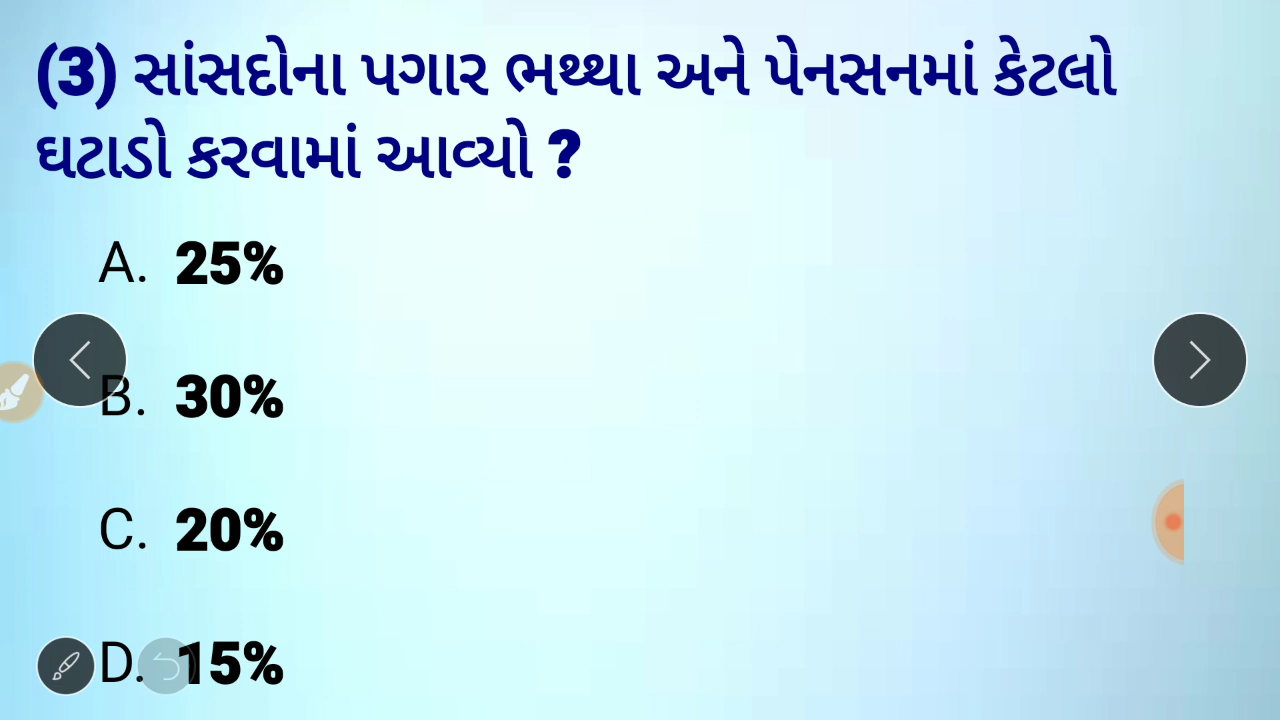 (3) સાંસદોના પગાર ભથ્થા અને પેનસનમાં કેટલો
ઘટાડો કરવામાં આવ્યો ?
A. 25%
B. 30%
C. 20%
D. 15%